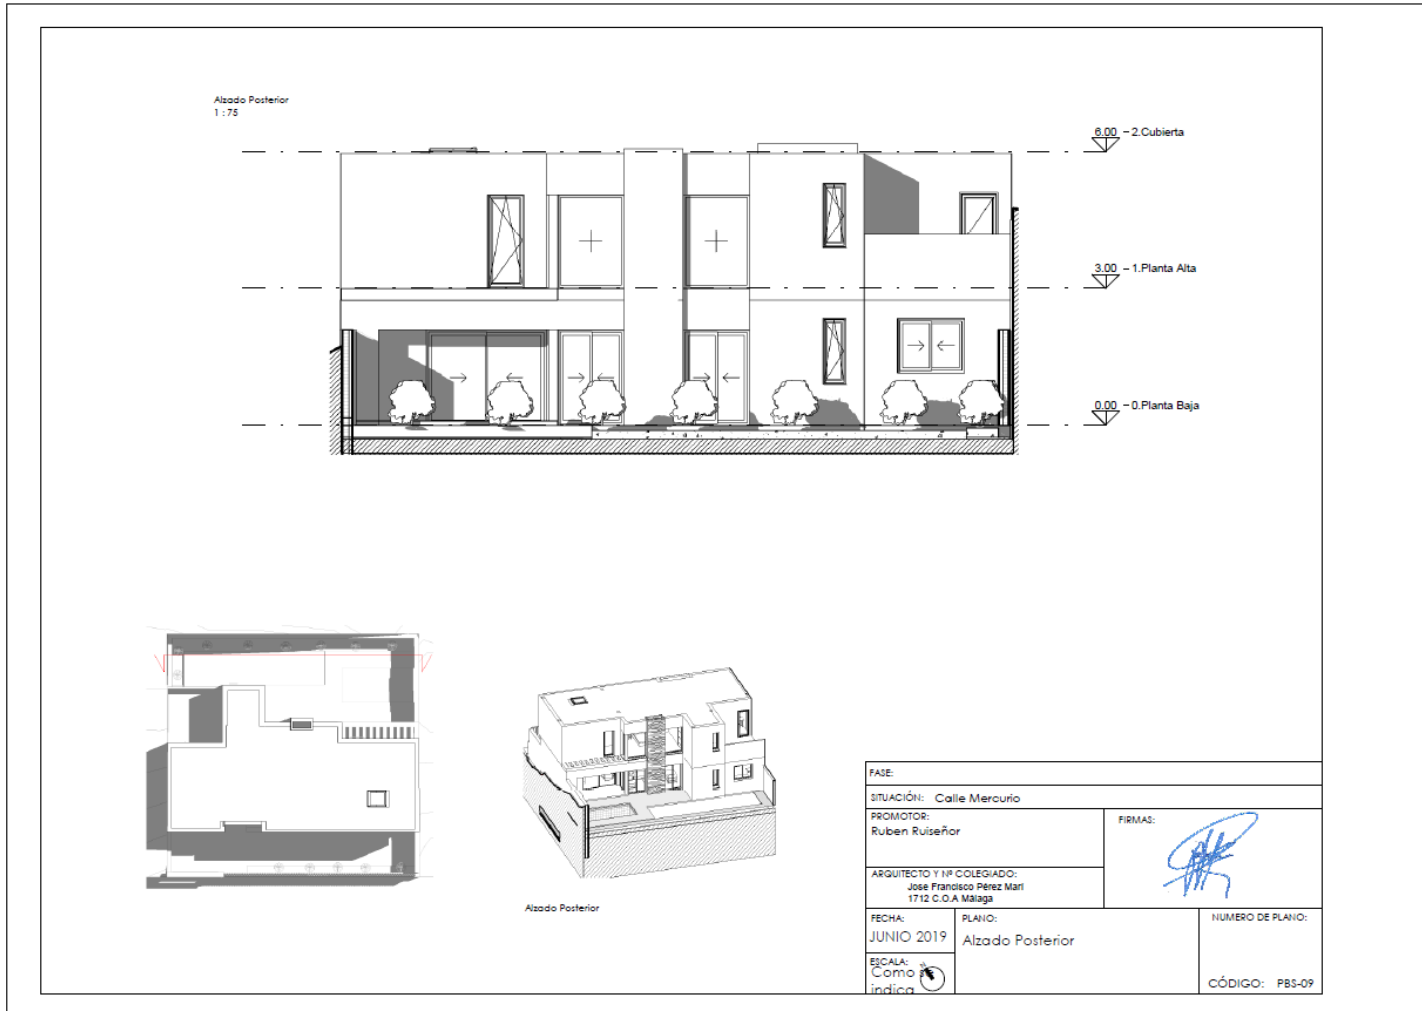 Alzado Posterior
1 : 75
6.00 – 2.Cubierta
3.00 – 1.Planta Alta
0.00 – 0.Planta Baja
Alzado Posterior
FASE:
SITUACIÓN: Calle Mercurio
PROMOTOR:
Ruben Ruiseñor
FIRMAS:
ARQUITECTO Y Nº COLEGIADO:
Jose Francisco Pérez Marí
1712 C.O.A Málaga
FECHA:
JUNIO 2019
PLANO:
Alzado Posterior
NUMERO DE PLANO:
ESCALA:
Como
indica
CÓDIGO: PBS-09